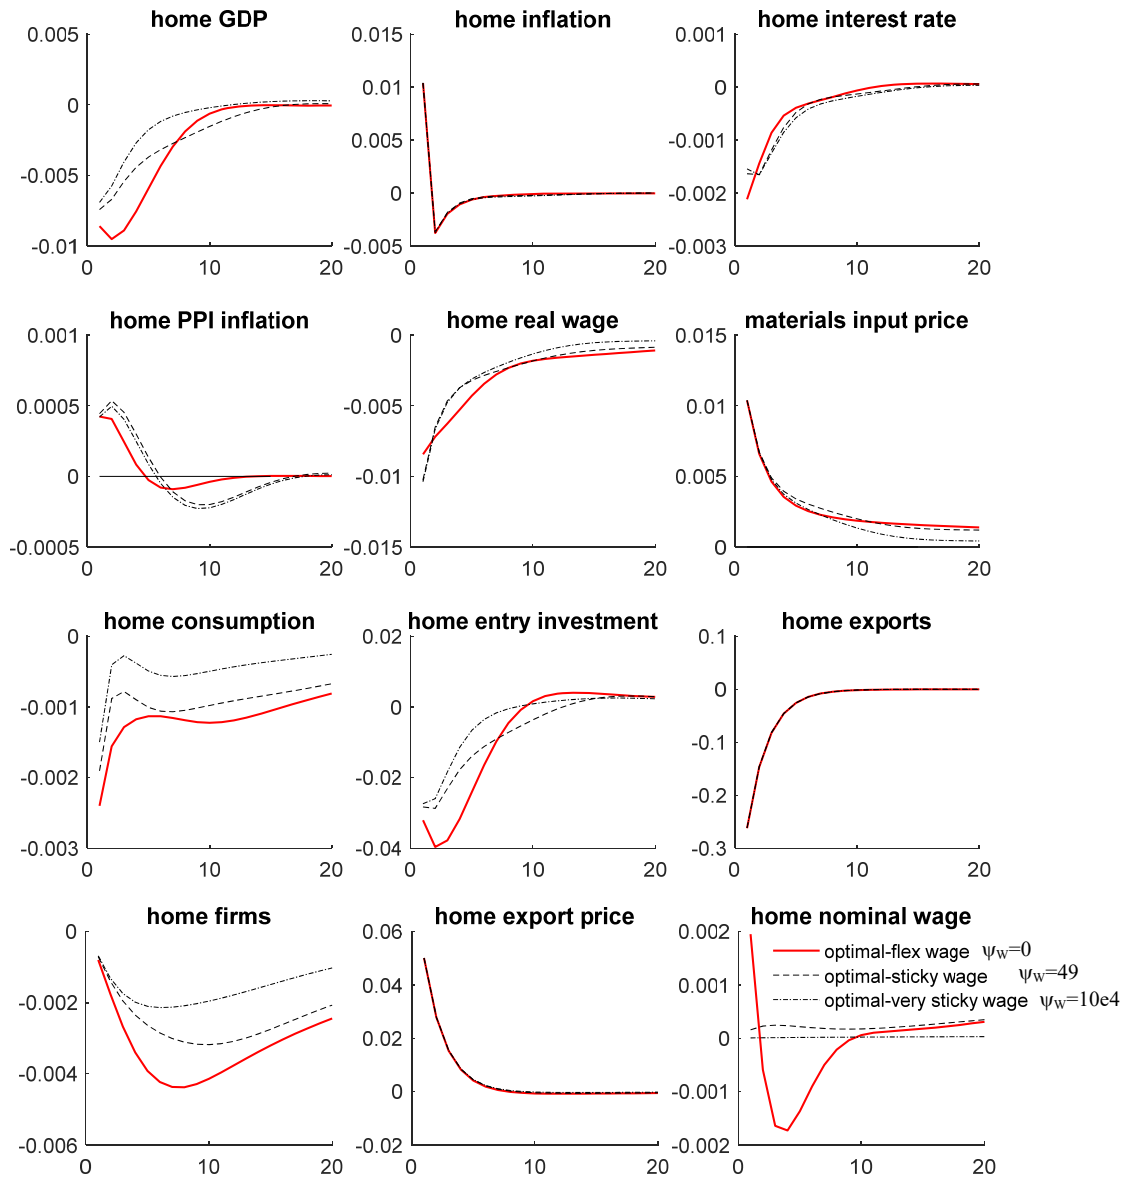 home GDP
0.005
0
-0.005
-0.01
0 10 20
home inflation
0.015
0.01
0.005
0
-0.005
0 10 20
home interest rate
0.001
0
-0.001
-0.002
-0.003
0 10 20
home PPI inflation
0.001
0.0005
0
-0.0005
0 10 20
home real wage
0
-0.005
-0.01
-0.015
0 10 20
materials input price
0.015
0.01
0.005
0
0 10 20
home consumption
0
-0.001
-0.002
-0.003
0 10 20
home entry investment
0.02
0
-0.02
-0.04
0 10 20
home exports
0.1
0
-0.1
-0.2
-0.3
0 10 20
home firms
0
-0.002
-0.004
-0.006
0 10 20
home export price
0.06
0.04
0.02
0
-0.02
0 10 20
home nominal wage
0.002
0.001
0
-0.001
-0.002
0 10 20
optimal-flex wage ψw=0
optimal-sticky wage ψw=49
optimal-very sticky wage ψw=10e4